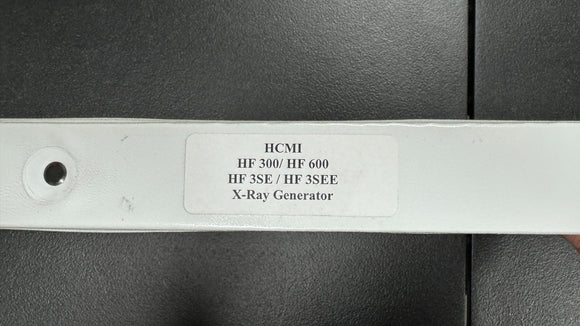 HCMI
HF 300/ HF 600
HF 3SE / HF 3SEE
X-Ray Generator